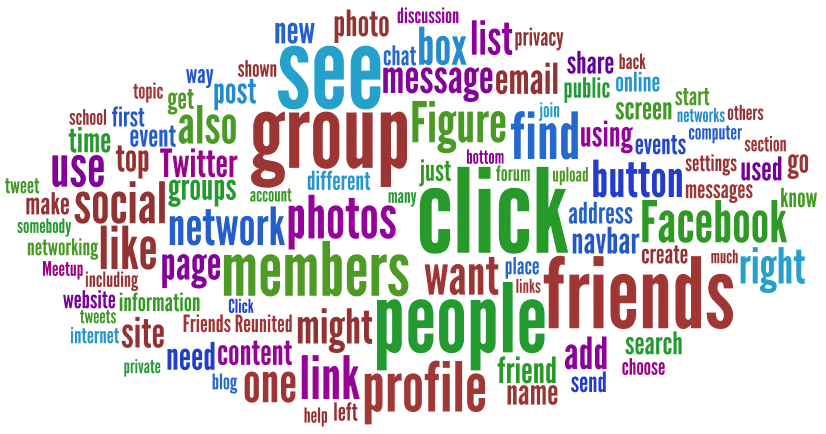 discussion
new
photo
see
chat
box
list
privacy
shown
message
email
share
back
way
post
public
online
topic
get
group
Figure
join
screen
start
school
first
event
also
find
using
networks
others
time
events
computer
use
top
Twitter
bottom
section
just
forum
upload
button
settings
used
go
tweet
groups
account
different
many
click
messages
know
make
social
network
photos
address
Facebook
somebody
navbar
networking
like
page
members
want
place
create
much
right
Meetup
including
links
friends
website
information
Click
people
tweets
internet
site
Friends Reunited
might
search
private
need
content
friend
add
choose
blog
one
link
profile
name
send
help
left